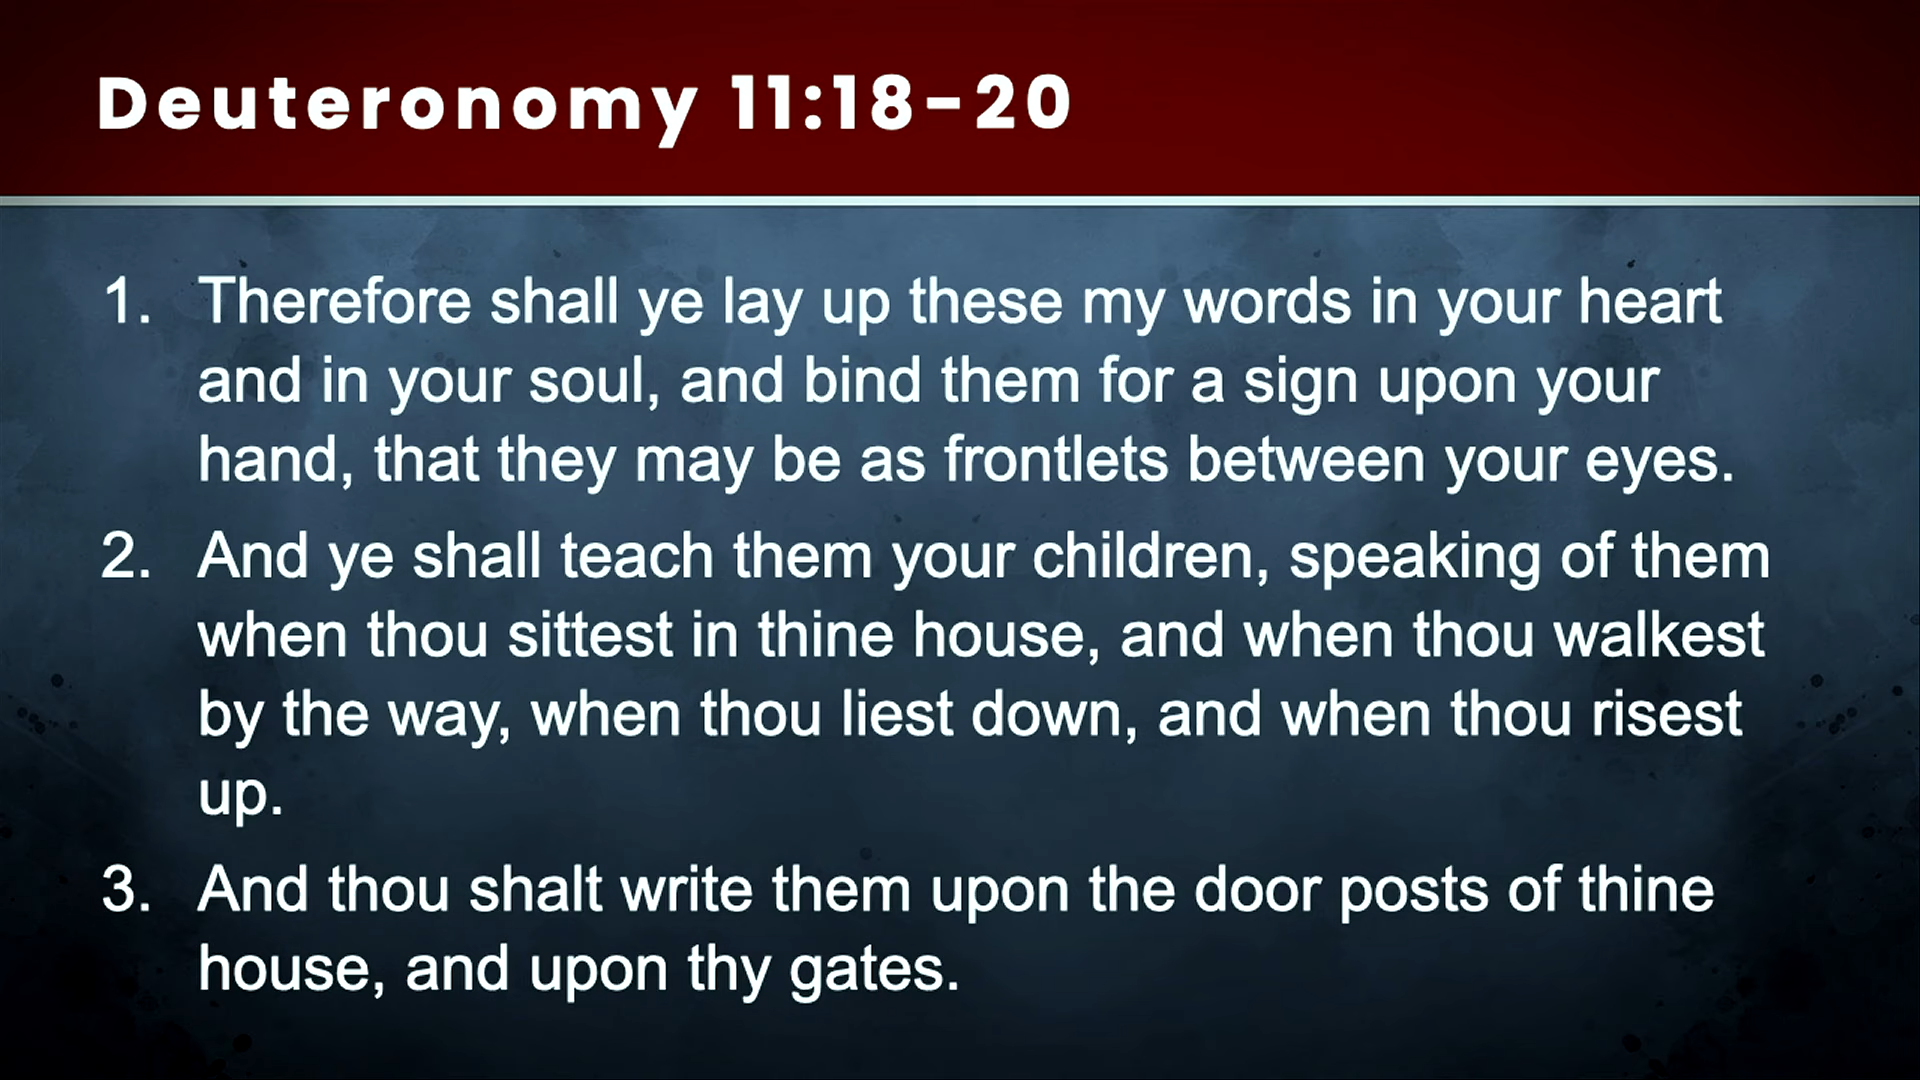 Deuteronomy 11:18-20
1. Therefore shall ye lay up these my words in your heart
and in your soul, and bind them for a sign upon your
hand, that they may be as frontlets between your eyes.
2. And ye shall teach them your children, speaking of them
when thou sittest in thine house, and when thou walkest
by the way, when thou liest down, and when thou risest
up.
3. And thou shalt write them upon the door posts of thine
house, and upon thy gates.